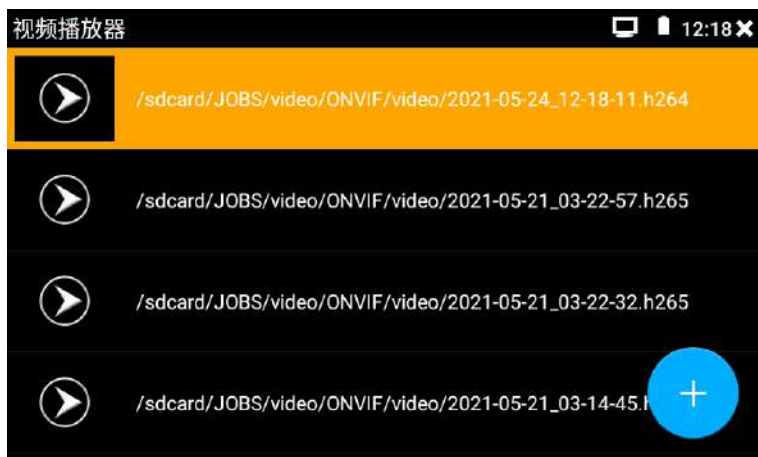 视频播放器
12:18
/sdcard/JOBS/video/ONVIF/video/2021-05-24_12-18-11.h264
/sdcard/JOBS/video/ONVIF/video/2021-05-21_03-22-57.h265
/sdcard/JOBS/video/ONVIF/video/2021-05-21_03-22-32.h265
/sdcard/JOBS/video/ONVIF/video/2021-05-21_03-14-45.